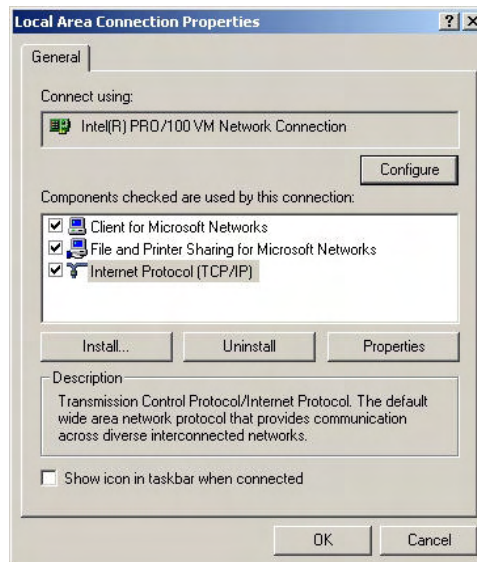 Local Area Connection Properties
General
Connect using:
Intel(R) PRO/100 VM Network Connection
Configure
Components checked are used by this connection:
Client for Microsoft Networks
File and Printer Sharing for Microsoft Networks
Internet Protocol (TCP/IP)
Install... Uninstall Properties
Description
Transmission Control Protocol/Internet Protocol. The default
wide area network protocol that provides communication
across diverse interconnected networks.
Show icon in taskbar when connected
OK Cancel